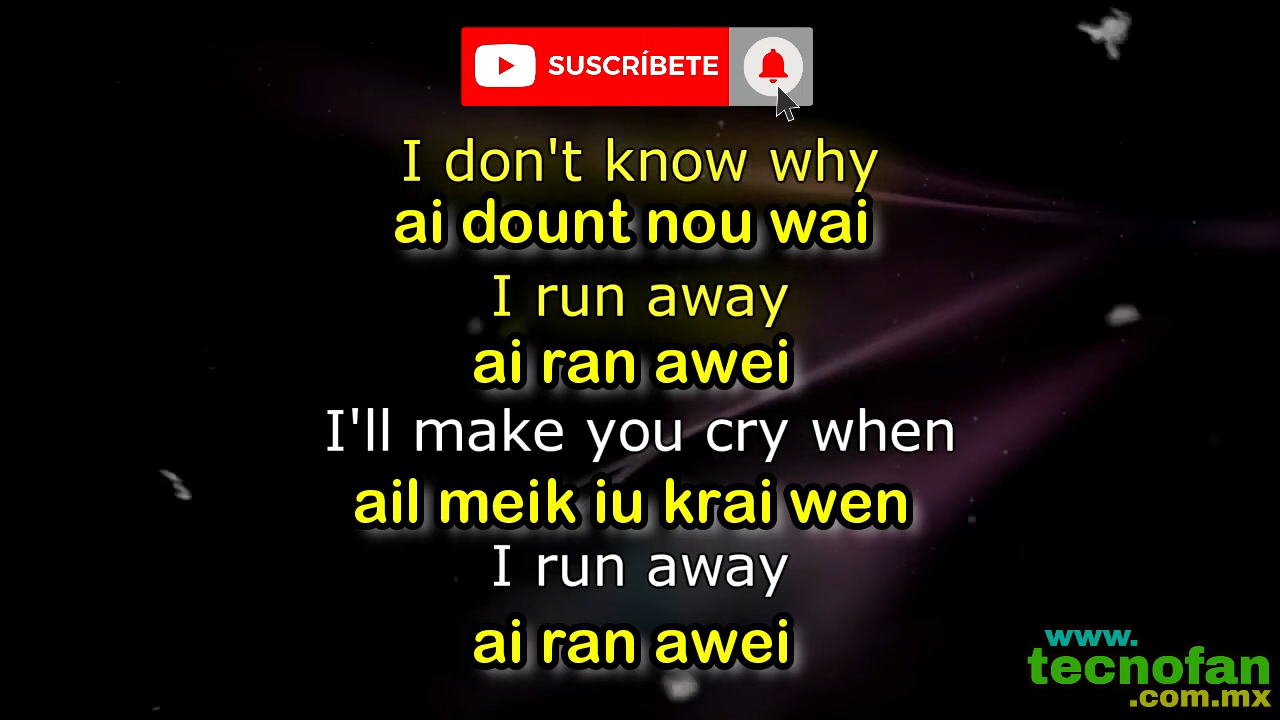 SUSCRÍBETE
I don't know why
ai dount nou wai
I run away
ai ran awei
I'll make you cry when
ail meik iu krai wen
I run away
ai ran awei
www.
tecnofan
.com.mx